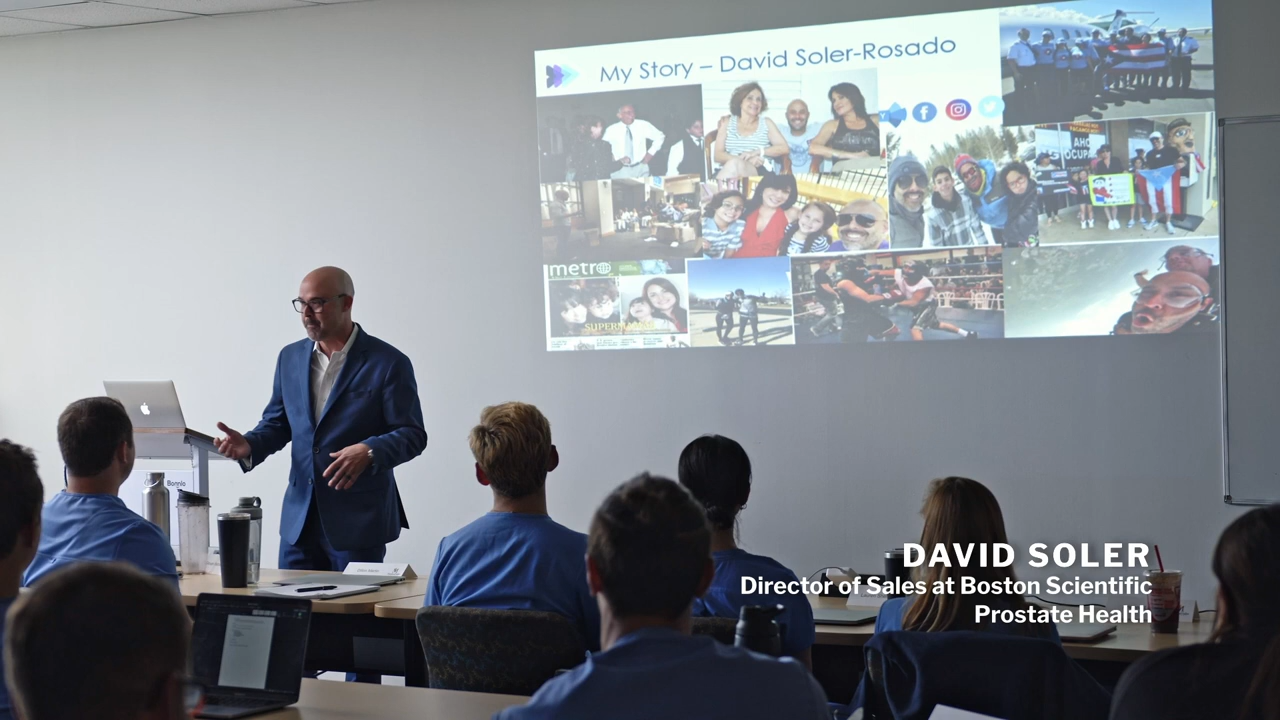 My Story – David Soler-Rosado
metro
DAVID SOLER
Director of Sales at Boston Scientific
Prostate Health